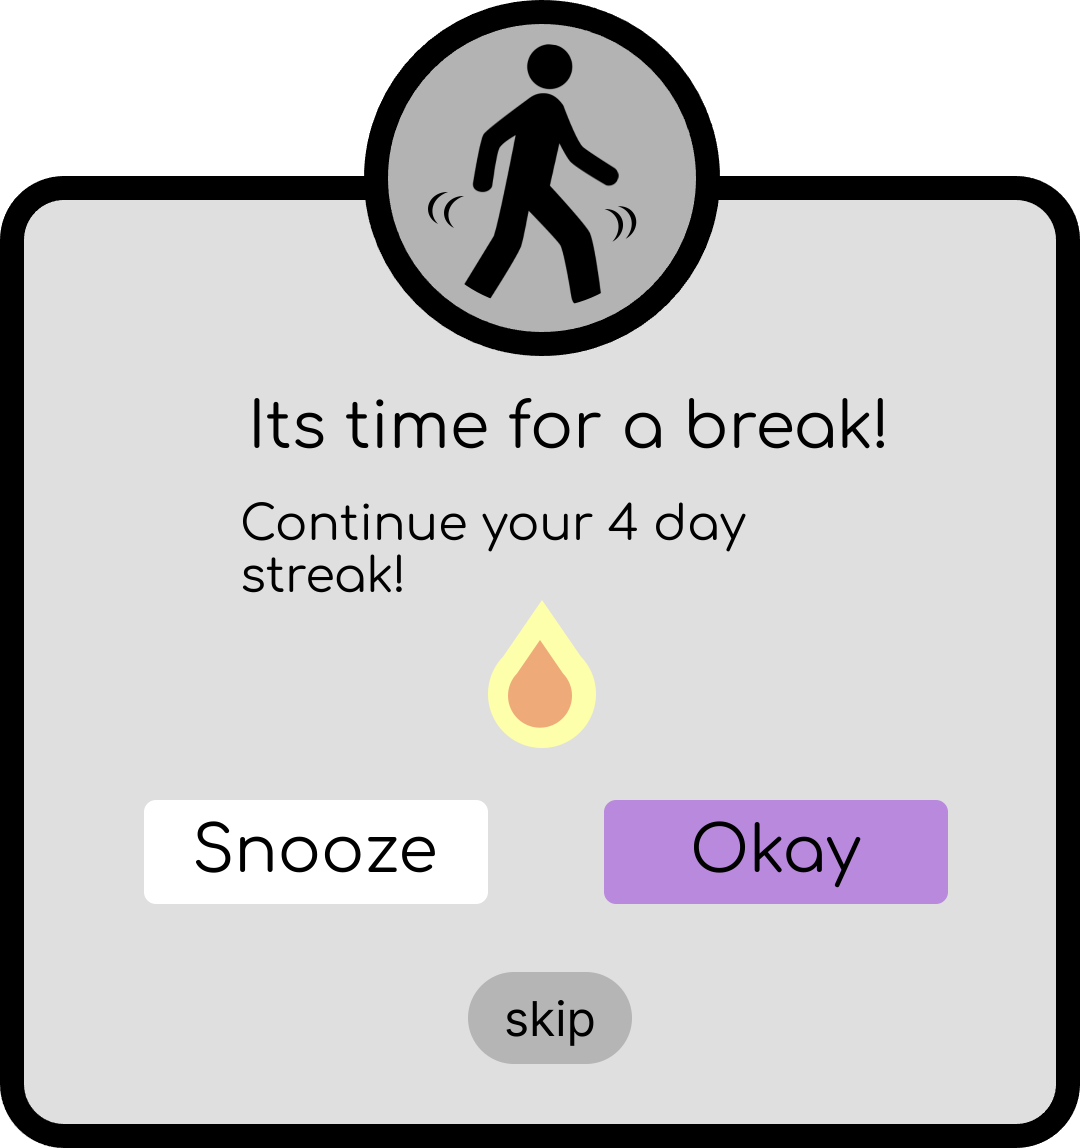 Its time for a break!
Continue your 4 day
streak!
Snooze
Okay
skip